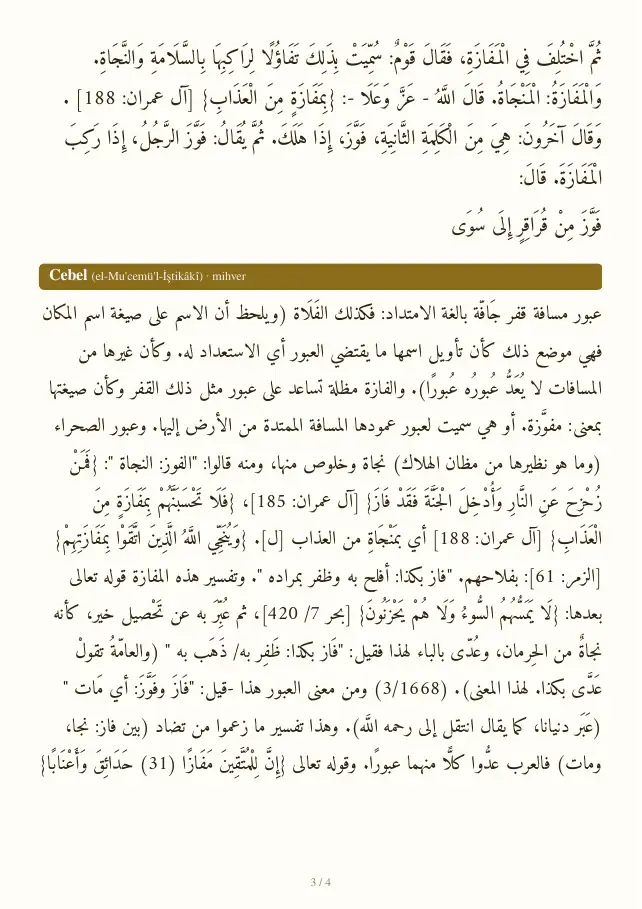 ثُمَّ اخْتُلِفَ فِي الْمَفَازَةِ، فَقَالَ قَوْمٌ: سُمِّيَتْ بِذَلِكَ تَفَاؤُلًا لِرَاكِبِهَا بِالسَّلَامَةِ وَالنَّجَاةِ.
وَالْمَفَازَةُ: الْمَنْجَاةُ. قَالَ اللَّهُ - عَزَّ وَعَلَا -: {بِمَفَازَةٍ مِنَ الْعَذَابِ} [آل عمران: 188] .
وَقَالَ آخَرُونَ: هِيَ مِنَ الْكَلِمَةِ الثَّانِيَةِ، فَوَّزَ، إِذَا هَلَكَ. ثُمَّ يُقَالُ: فَوَّزَ الرَّجُلُ، إِذَا رَكِبَ
الْمَفَازَةَ. قَالَ:
فَوَّزَ مِنْ قُرَاقِرٍ إِلَى سُوَى
Cebel (el-Mu'cemü'l-İştikâkî) · mihver
عبور مسافة قفر جَافّة بالغة الامتداد: فكذلك الفَلَاة (ويلحظ أن الاسم على صيغة اسم المكان
فهي موضع ذلك كأن تأويل اسمها ما يقتضي العبور أي الاستعداد له. وكأن غيرها من
المسافات لا يُعَدُّ عُبورُه عُبورًا). والفازة مظلة تساعد على عبور مثل ذلك القفر وكأن صيغتها
بمعنى: مفوَّزة. أو هي سميت لعبور عمودها المسافة الممتدة من الأرض إليها. وعبور الصحراء
(وما هو نظيرها من مظان الهلاك) نجاة وخلوص منها، ومنه قالوا: "الفوز: النجاة ": {فَمَنْ
زُحْزِحَ عَنِ النَّارِ وَأُدْخِلَ الْجَنَّةَ فَقَدْ فَازَ} [آل عمران: 185]، {فَلَا تَحْسَبَنَّهُمْ بِمَفَازَةٍ مِنَ
الْعَذَابِ} [آل عمران: 188] أي بمَنْجَاةِ من العذاب [ل]. {وَيُنَجِّي اللَّهُ الَّذِينَ اتَّقَوْا بِمَفَازَتِهِمْ}
[الزمر: 61]: بفلاحهم. "فاز بكذا: أفلح به وظفر بمراده ". وتفسير هذه المفازة قوله تعالى
بعدها: {لَا يَمَسُّهُمُ السُّوءُ وَلَا هُمْ يَحْزَنُونَ} [بحر 7/ 420]، ثم عُبِّرَ به عن تَحْصيل خير، كأنه
نجاةٌ من الحِرمان، وعُدّى بالباء لهذا فقيل: "فَاز بكذا: ظَفِر به/ ذَهَب به " (والعامّةُ تقولْ
عَدَّى بكذا. لهذا المعنى). (3/1668) ومن معنى العبور هذا -قيل: "فَازَ وفَوَّزَ: أي مَات "
(عَبَر دنيانا، كما يقال انتقل إلى رحمه الله). وهذا تفسير ما زعموا من تضاد (بين فاز: نجا،
ومات) فالعرب عدُّوا كلًّا منهما عبورًا. وقوله تعالى {إِنَّ لِلْمُتَّقِينَ مَفَازًا (31) حَدَائِقَ وَأَعْنَابًا}
3 / 4